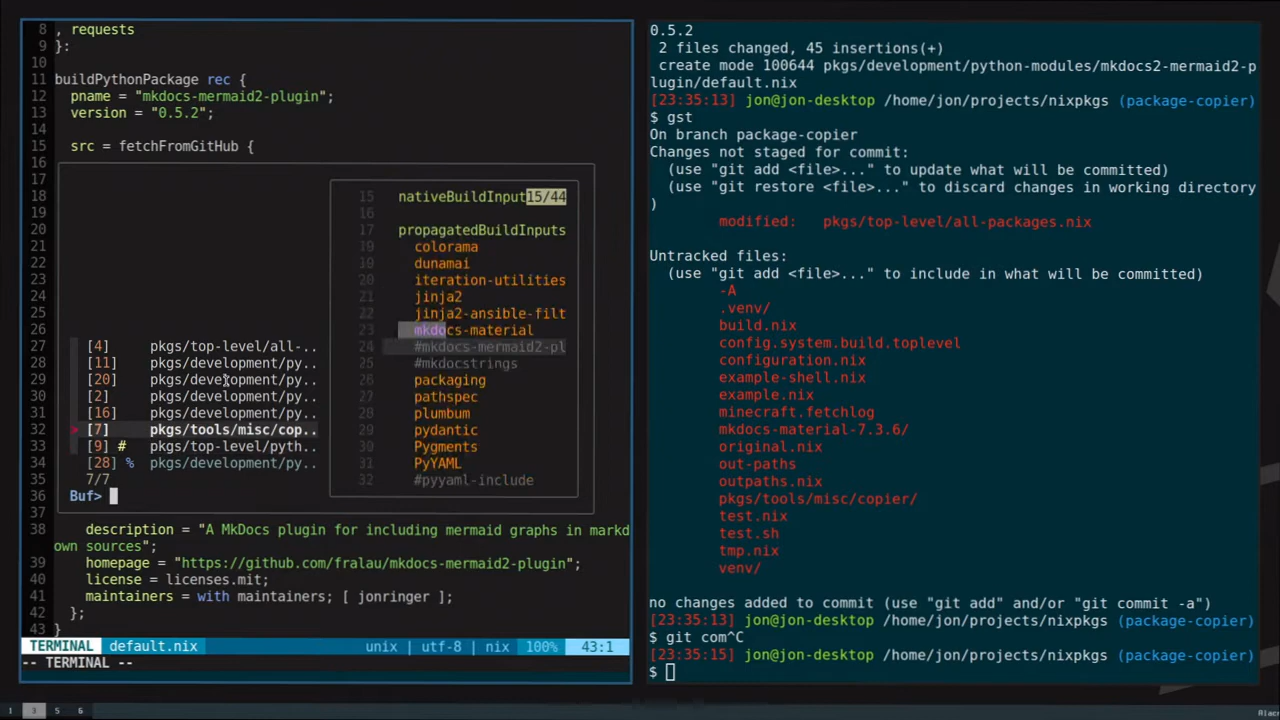 8 , requests
9 }:
10
11 buildPythonPackage rec {
12 pname = "mkdocs-mermaid2-plugin";
13 version = "0.5.2";
14
15 src = fetchFromGitHub {
16
17
18
19
20
21
22
23
24
25
26
27
28
29
30
31
32
33
34
35
36
37
15 nativeBuildInput 15/44
16
17 propagatedBuildInputs
18 colorama
19 dunamai
20 iteration-utilities
21 jinja2
22 jinja2-ansible-filt
23 mkdocs-material
24 #mkdocs-mermaid2-pl
25 #mkdocstrings
26 packaging
27 pathspec
28 plumbum
29 pydantic
30 Pygments
31 PyYAML
32 #pyyaml-include
[4] pkgs/top-level/all-..
[11] pkgs/development/py..
[20] pkgs/development/py..
[2] pkgs/development/py..
[16] pkgs/development/py..
> [7] pkgs/tools/misc/cop..
[9] # pkgs/top-level/pyth..
[28] % pkgs/development/py..
7/7
Buf>
38 description = "A MkDocs plugin for including mermaid graphs in markd
own sources";
39 homepage = "https://github.com/fralau/mkdocs-mermaid2-plugin";
40 license = licenses.mit;
41 maintainers = with maintainers; [ jonringer ];
42 };
43 }
TERMINAL default.nix unix | utf-8 | nix 100% 43:1
-- TERMINAL --
0.5.2
2 files changed, 45 insertions(+)
create mode 100644 pkgs/development/python-modules/mkdocs2-mermaid2-p
lugin/default.nix
[23:35:13] jon@jon-desktop /home/jon/projects/nixpkgs (package-copier)
$ gst
On branch package-copier
Changes not staged for commit:
(use "git add <file>..." to update what will be committed)
(use "git restore <file>..." to discard changes in working directory
)
modified: pkgs/top-level/all-packages.nix
Untracked files:
(use "git add <file>..." to include in what will be committed)
-A
.venv/
build.nix
config.system.build.toplevel
configuration.nix
example-shell.nix
example.nix
minecraft.fetchlog
mkdocs-material-7.3.6/
original.nix
out-paths
outpaths.nix
pkgs/tools/misc/copier/
test.nix
test.sh
tmp.nix
venv/
no changes added to commit (use "git add" and/or "git commit -a")
[23:35:13] jon@jon-desktop /home/jon/projects/nixpkgs (package-copier)
$ git com^C
[23:35:15] jon@jon-desktop /home/jon/projects/nixpkgs (package-copier)
$
1 3 5 6